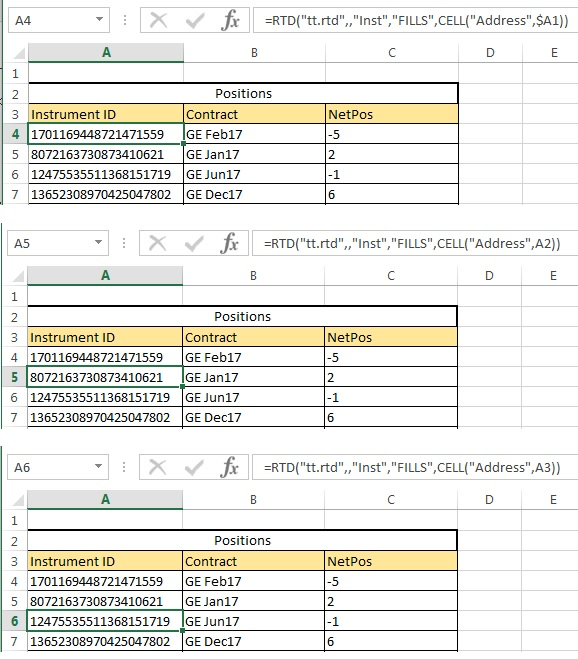 A4 fx =RTD("tt.rtd",,"Inst","FILLS",CELL("Address",$A1))
A B C D E
1
2 Positions
3 Instrument ID Contract NetPos
4 1701169448721471559 GE Feb17 -5
5 8072163730873410621 GE Jan17 2
6 12475535511368151719 GE Jun17 -1
7 13652308970425047802 GE Dec17 6
A5 fx =RTD("tt.rtd",,"Inst","FILLS",CELL("Address",A2))
A B C D E
1
2 Positions
3 Instrument ID Contract NetPos
4 1701169448721471559 GE Feb17 -5
5 8072163730873410621 GE Jan17 2
6 12475535511368151719 GE Jun17 -1
7 13652308970425047802 GE Dec17 6
A6 fx =RTD("tt.rtd",,"Inst","FILLS",CELL("Address",A3))
A B C D E
1
2 Positions
3 Instrument ID Contract NetPos
4 1701169448721471559 GE Feb17 -5
5 8072163730873410621 GE Jan17 2
6 12475535511368151719 GE Jun17 -1
7 13652308970425047802 GE Dec17 6